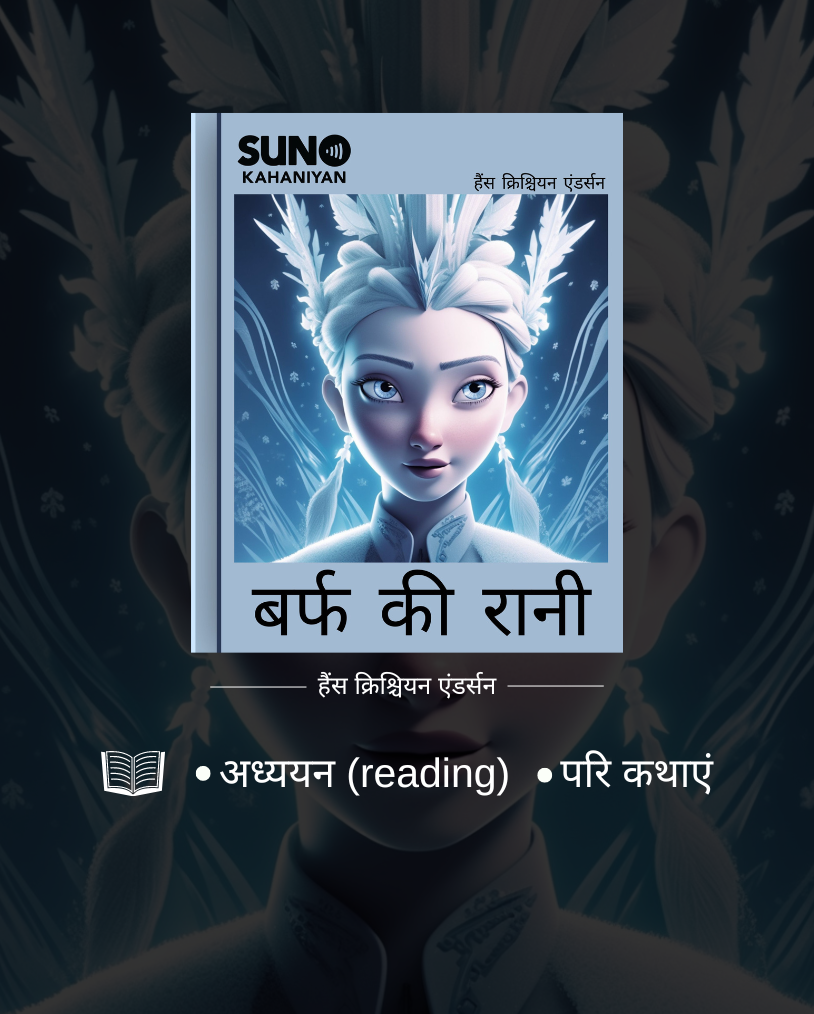 SUNO
KAHANIYAN
हैंस क्रिश्चियन एंडर्सन
बर्फ की रानी
हैंस क्रिश्चियन एंडर्सन
• अध्ययन (reading) • परि कथाएं